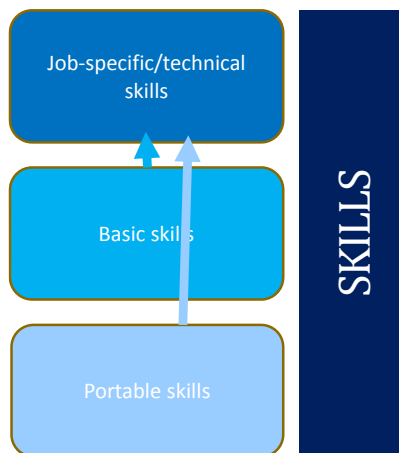 Job-specific/technical
skills
Basic skills
Portable skills
SKILLS